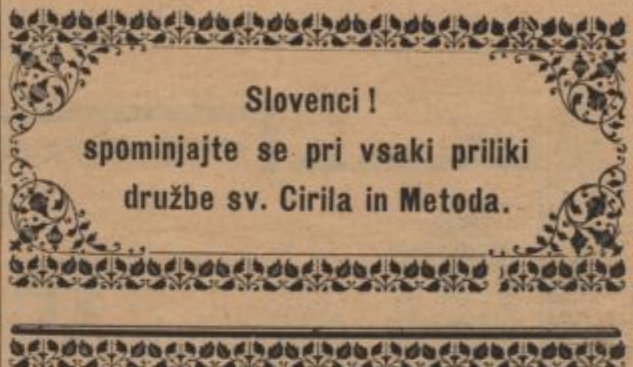 Slovenci!
spominjajte se pri vsaki priliki
družbe sv. Cirila in Metoda.